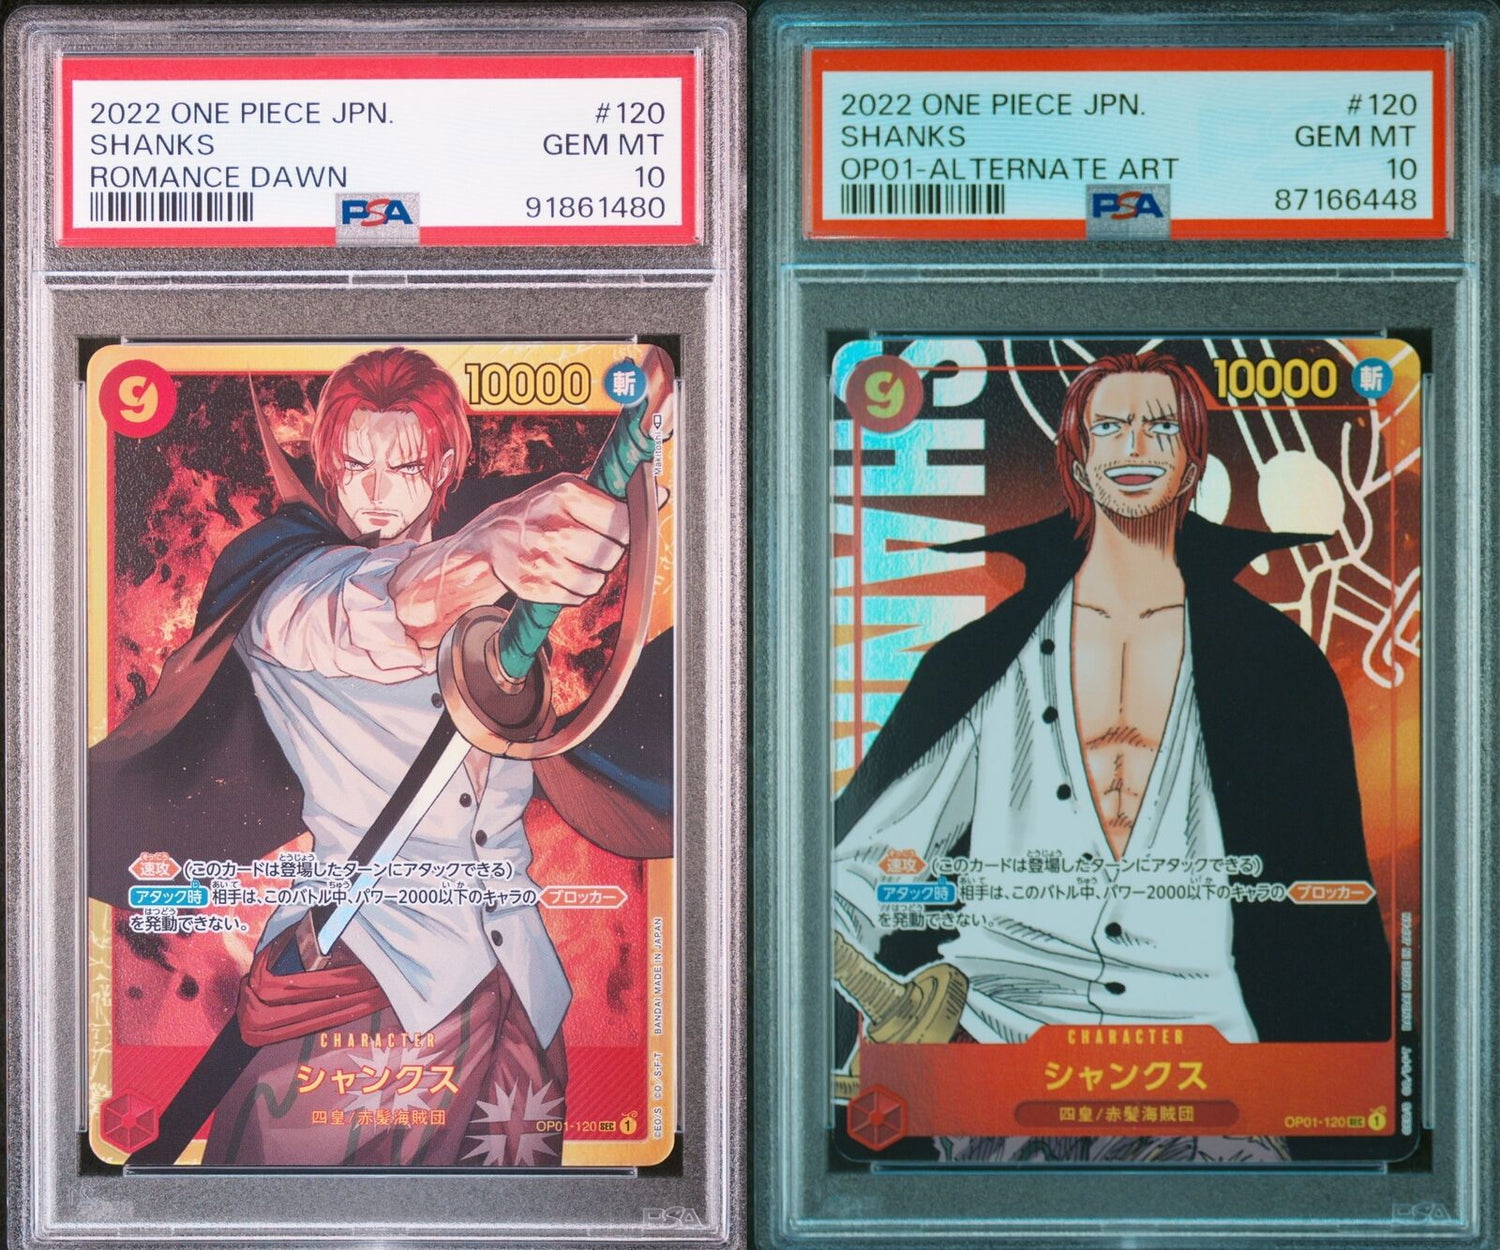 2022 ONE PIECE JPN. #120
SHANKS GEM MT
ROMANCE DAWN 10
PSA 91861480
9 10000 斬
Makitoshi
速攻 (このカードは登場したターンにアタックできる)
アタック時 相手は、このバトル中、パワー2000以下のキャラの ブロッカー
を発動できない。
BANDAI MADE IN JAPAN
CHARACTER
シャンクス
四皇/赤髪海賊団
OP01-120 SEC 1
PSA
2022 ONE PIECE JPN. #120
SHANKS GEM MT
OP01-ALTERNATE ART 10
PSA 87166448
SHANKS
9 10000 斬
速攻 (このカードは登場したターンにアタックできる)
アタック時 相手は、このバトル中、パワー2000以下のキャラの ブロッカー
を発動できない。
CHARACTER
シャンクス
四皇/赤髪海賊団
OP01-120 SEC 1
PSA